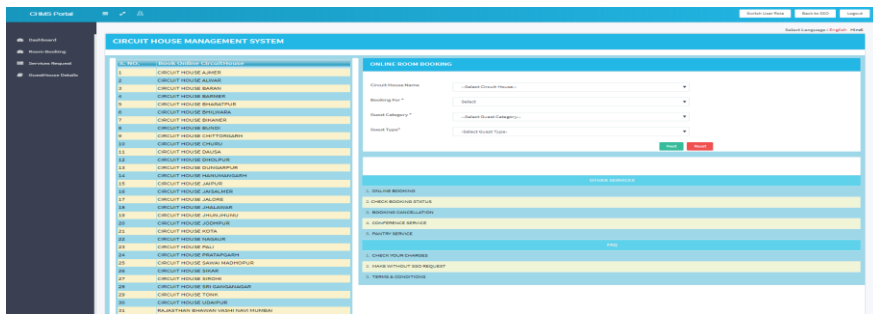 CHMS Portal
Switch User Role
Back to SSO
Logout
Select Language : English Hindi
Dashboard
Room Booking
Services Request
GuestHouse Details
CIRCUIT HOUSE MANAGEMENT SYSTEM
S. NO. Book Online CircuitHouse
1 CIRCUIT HOUSE AJMER
2 CIRCUIT HOUSE ALWAR
3 CIRCUIT HOUSE BARAN
4 CIRCUIT HOUSE BARMER
5 CIRCUIT HOUSE BHARATPUR
6 CIRCUIT HOUSE BHILWARA
7 CIRCUIT HOUSE BIKANER
8 CIRCUIT HOUSE BUNDI
9 CIRCUIT HOUSE CHITTORGARH
10 CIRCUIT HOUSE CHURU
11 CIRCUIT HOUSE DAUSA
12 CIRCUIT HOUSE DHOLPUR
13 CIRCUIT HOUSE DUNGARPUR
14 CIRCUIT HOUSE HANUMANGARH
15 CIRCUIT HOUSE JAIPUR
16 CIRCUIT HOUSE JAISALMER
17 CIRCUIT HOUSE JALORE
18 CIRCUIT HOUSE JHALAWAR
19 CIRCUIT HOUSE JHUNJHUNU
20 CIRCUIT HOUSE JODHPUR
21 CIRCUIT HOUSE KOTA
22 CIRCUIT HOUSE NAGAUR
23 CIRCUIT HOUSE PALI
24 CIRCUIT HOUSE PRATAPGARH
25 CIRCUIT HOUSE SAWAI MADHOPUR
26 CIRCUIT HOUSE SIKAR
27 CIRCUIT HOUSE SIROHI
28 CIRCUIT HOUSE SRI GANGANAGAR
29 CIRCUIT HOUSE TONK
30 CIRCUIT HOUSE UDAIPUR
31 RAJASTHAN BHAWAN VASHI NAVI MUMBAI
ONLINE ROOM BOOKING
Circuit House Name --Select Circuit House--
Booking For * Select
Guest Category * --Select Guest Category--
Guest Type* -Select Guest Type-
Next Reset
OTHER SERVICES
1. ONLINE BOOKING
2. CHECK BOOKING STATUS
3. BOOKING CANCELLATION
4. CONFERENCE SERVICE
5. PANTRY SERVICE
1. CHECK YOUR CHARGES
2. MAKE WITHOUT SSO REQUEST
3. TERMS & CONDITIONS